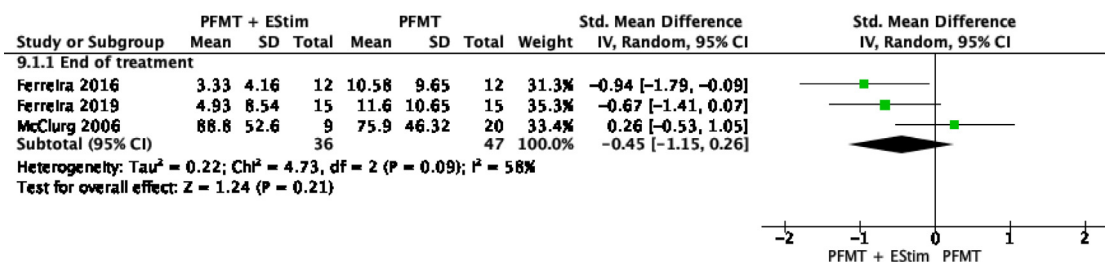 PFMT + EStim PFMT Std. Mean Difference Std. Mean Difference
Study or Subgroup Mean SD Total Mean SD Total Weight IV, Random, 95% CI IV, Random, 95% CI
9.1.1 End of treatment
Ferreira 2016 3.33 4.16 12 10.58 9.65 12 31.3% −0.94 [−1.79, −0.09]
Ferreira 2019 4.93 8.54 15 11.6 10.65 15 35.3% −0.67 [−1.41, 0.07]
McClurg 2006 88.8 52.6 9 75.9 46.32 20 33.4% 0.26 [−0.53, 1.05]
Subtotal (95% CI) 36 47 100.0% −0.45 [−1.15, 0.26]
Heterogeneity: Tau² = 0.22; Chi² = 4.73, df = 2 (P = 0.09); I² = 58%
Test for overall effect: Z = 1.24 (P = 0.21)
−2 −1 0 1 2
PFMT + EStim PFMT